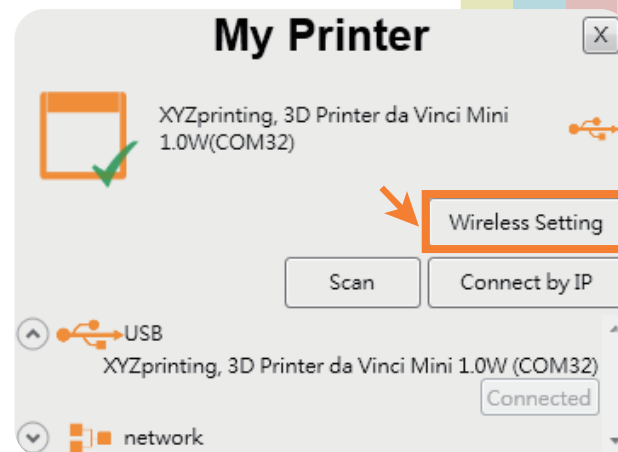 My Printer
X
XYZprinting, 3D Printer da Vinci Mini
1.0W(COM32)
Wireless Setting
Scan
Connect by IP
USB
XYZprinting, 3D Printer da Vinci Mini 1.0W (COM32)
Connected
network